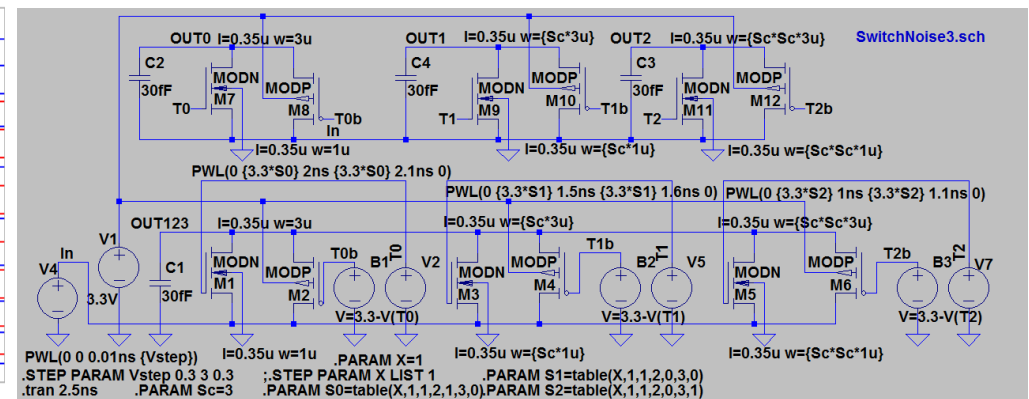 OUT0 l=0.35u w=3u OUT1 l=0.35u w={Sc*3u} OUT2 l=0.35u w={Sc*Sc*3u} SwitchNoise3.sch
C2 C4 C3
30fF MODN MODP 30fF MODN MODP 30fF MODN MODP
T0 M7 M8 T0b T1 M9 M10 T1b T2 M11 M12 T2b
In
l=0.35u w=1u l=0.35u w={Sc*1u} l=0.35u w={Sc*1u}
PWL(0 {3.3*S0} 2ns {3.3*S0} 2.1ns 0)
PWL(0 {3.3*S1} 1.5ns {3.3*S1} 1.6ns 0) PWL(0 {3.3*S2} 1ns {3.3*S2} 1.1ns 0)
OUT123 l=0.35u w=3u l=0.35u w={Sc*3u} l=0.35u w={Sc*Sc*3u}
In V1 T0b T0 T1b T1 T2b T2
V4 C1 MODN MODP B1 V2 MODN MODP B2 V5 MODN MODP B3 V7
3.3V 30fF M1 M2 M3 M4 M5 M6
V=3.3-V(T0) V=3.3-V(T1) V=3.3-V(T2)
PWL(0 0 0.01ns {Vstep}) l=0.35u w=1u .PARAM X=1 l=0.35u w={Sc*1u} l=0.35u w={Sc*Sc*1u}
.STEP PARAM Vstep 0.3 3 0.3 ;.STEP PARAM X LIST 1 .PARAM S1=table(X,1,1,2,0,3,0)
.tran 2.5ns .PARAM Sc=3 .PARAM S0=table(X,1,1,2,1,3,0) .PARAM S2=table(X,1,1,2,0,3,1)